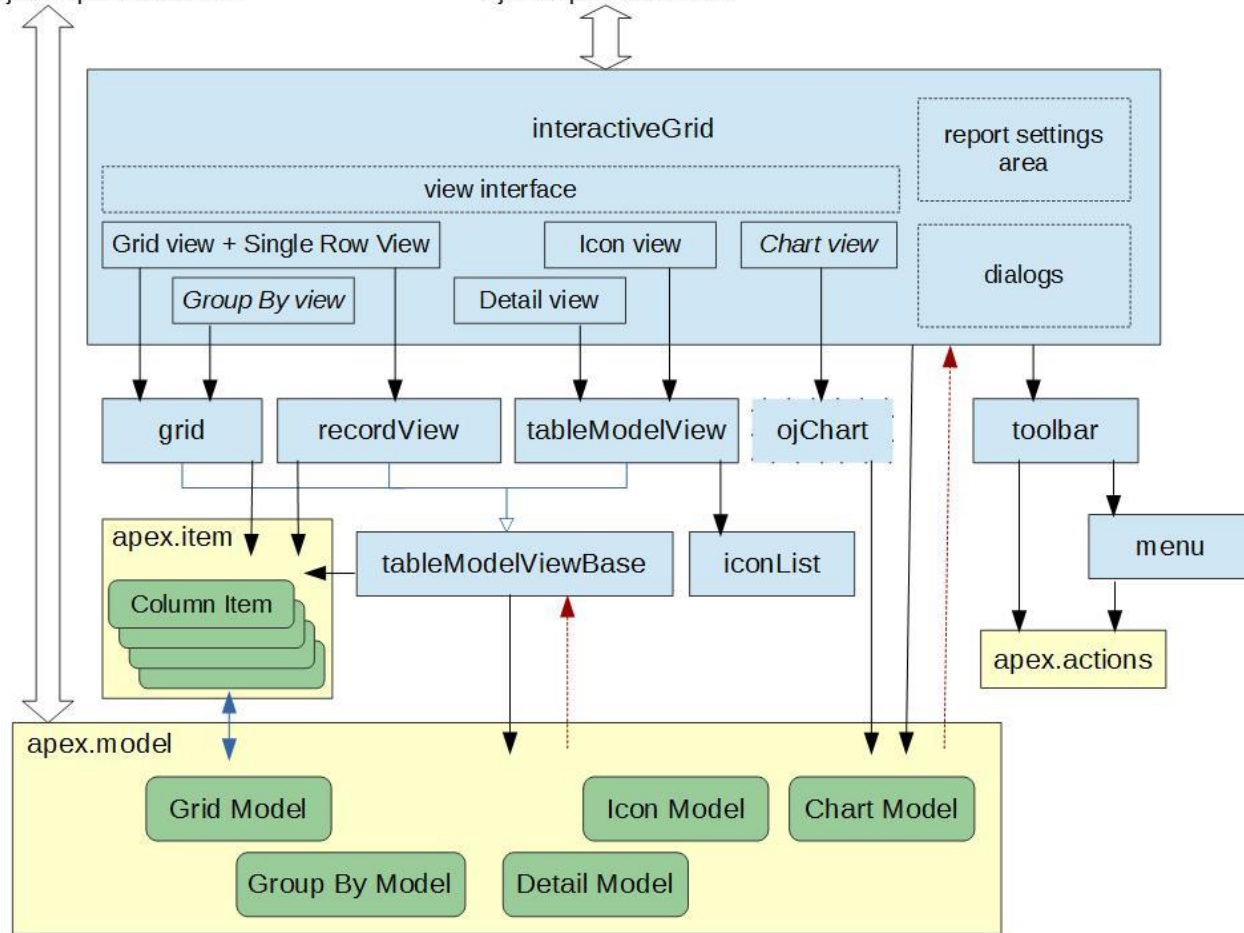 interactiveGrid
report settings
area
view interface
Grid view + Single Row View
Icon view
Chart view
Group By view
Detail view
dialogs
grid
recordView
tableModelView
ojChart
toolbar
apex.item
Column Item
tableModelViewBase
iconList
menu
apex.actions
apex.model
Grid Model
Icon Model
Chart Model
Group By Model
Detail Model